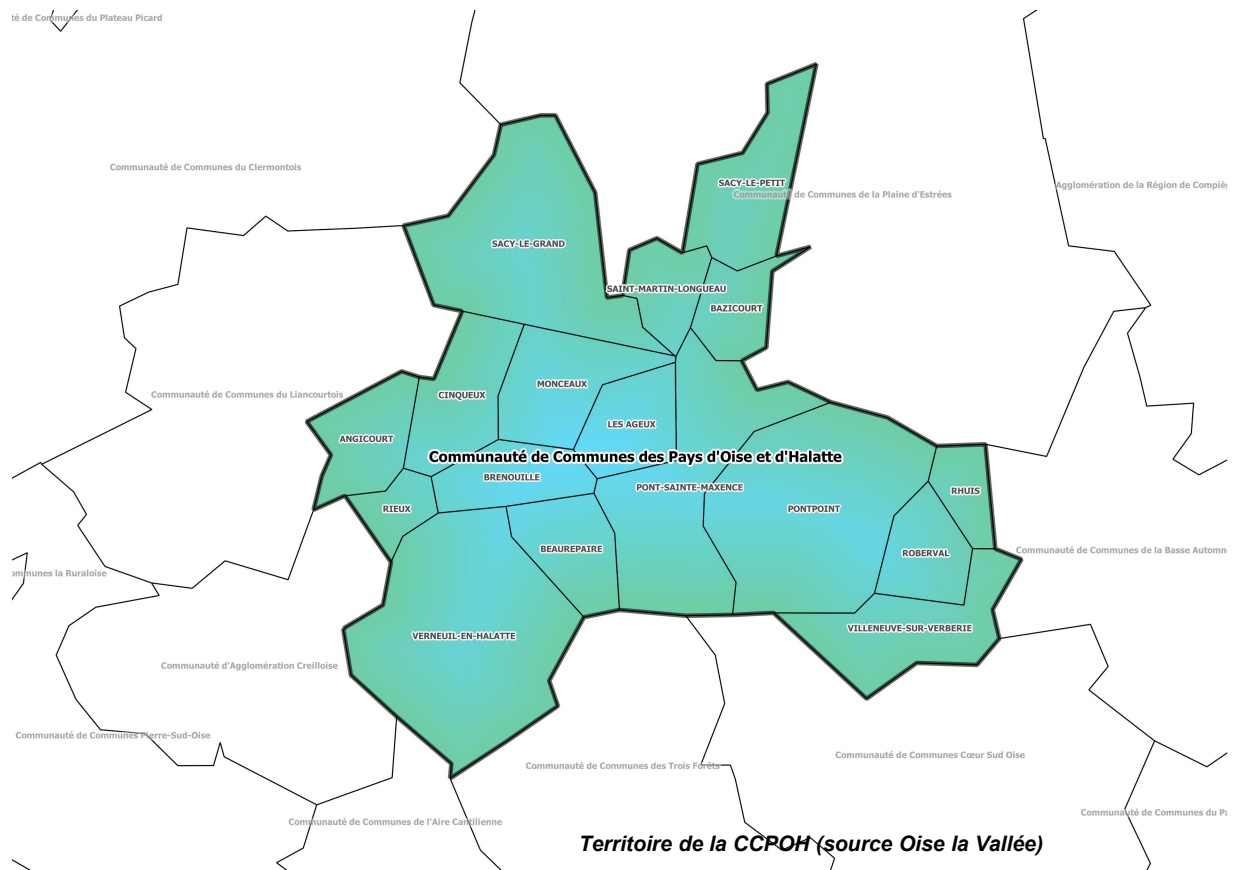 té de Communes du Plateau Picard
Communauté de Communes du Clermontois
SACY-LE-PETIT
Agglomération de la Région de Compièg
Communauté de Communes de la Plaine d'Estrées
SACY-LE-GRAND
SAINT-MARTIN-LONGUEAU
BAZICOURT
MONCEAUX
Communauté de Communes du Liancourtois
CINQUEUX
LES AGEUX
ANGICOURT
Communauté de Communes des Pays d'Oise et d'Halatte
BRENOUILLE
PONT-SAINTE-MAXENCE
RHUIS
RIEUX
PONTPOINT
BEAUREPAIRE
ROBERVAL
Communauté de Communes de la Basse Automn
ommunes la Ruraloise
VILLENEUVE-SUR-VERBERIE
VERNEUIL-EN-HALATTE
Communauté d'Agglomération Creilloise
Communauté de Communes Pierre-Sud-Oise
Communauté de Communes Cœur Sud Oise
Communauté de Communes des Trois Forêts
Communauté de Communes du Pa
Communauté de Communes de l'Aire Cantilienne
Territoire de la CCPOH (source Oise la Vallée)